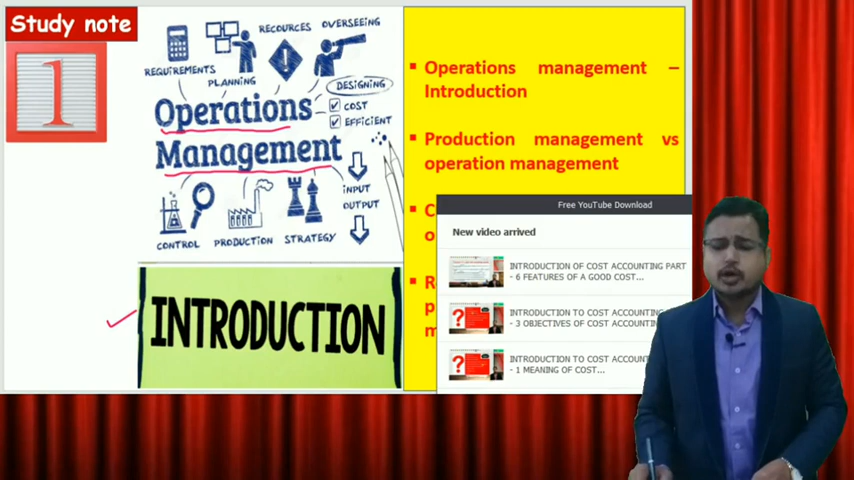 Study note
1
REQUIREMENTS
PLANNING
RECOURCES
OVERSEEING
DESIGNING
COST
EFFICIENT
Operations
Management
INPUT
OUTPUT
CONTROL
PRODUCTION
STRATEGY
INTRODUCTION
Operations management –
Introduction
Production management vs
operation management
C
o
R
p
m
Free YouTube Download
New video arrived
INTRODUCTION OF COST ACCOUNTING PART
- 6 FEATURES OF A GOOD COST...
INTRODUCTION TO COST ACCOUNTING
- 3 OBJECTIVES OF COST ACCOUNTIN
INTRODUCTION TO COST ACCOUNT
- 1 MEANING OF COST...